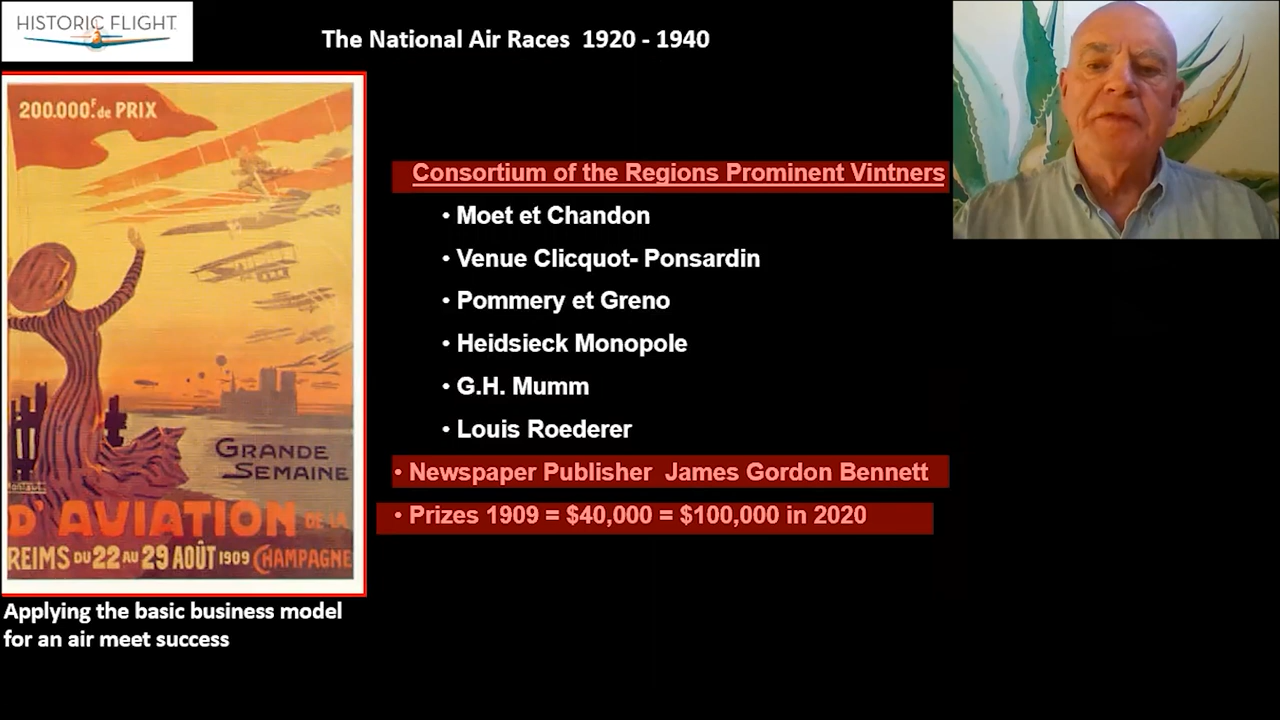 HISTORIC FLIGHT
The National Air Races 1920 - 1940
200.000.F de PRIX
GRANDE
SEMAINE
D'AVIATION DE LA
REIMS DU 22 AU 29 AOÛT 1909 CHAMPAGNE
Applying the basic business model
for an air meet success
Consortium of the Regions Prominent Vintners
• Moet et Chandon
• Venue Clicquot- Ponsardin
• Pommery et Greno
• Heidsieck Monopole
• G.H. Mumm
• Louis Roederer
• Newspaper Publisher James Gordon Bennett
• Prizes 1909 = $40,000 = $100,000 in 2020